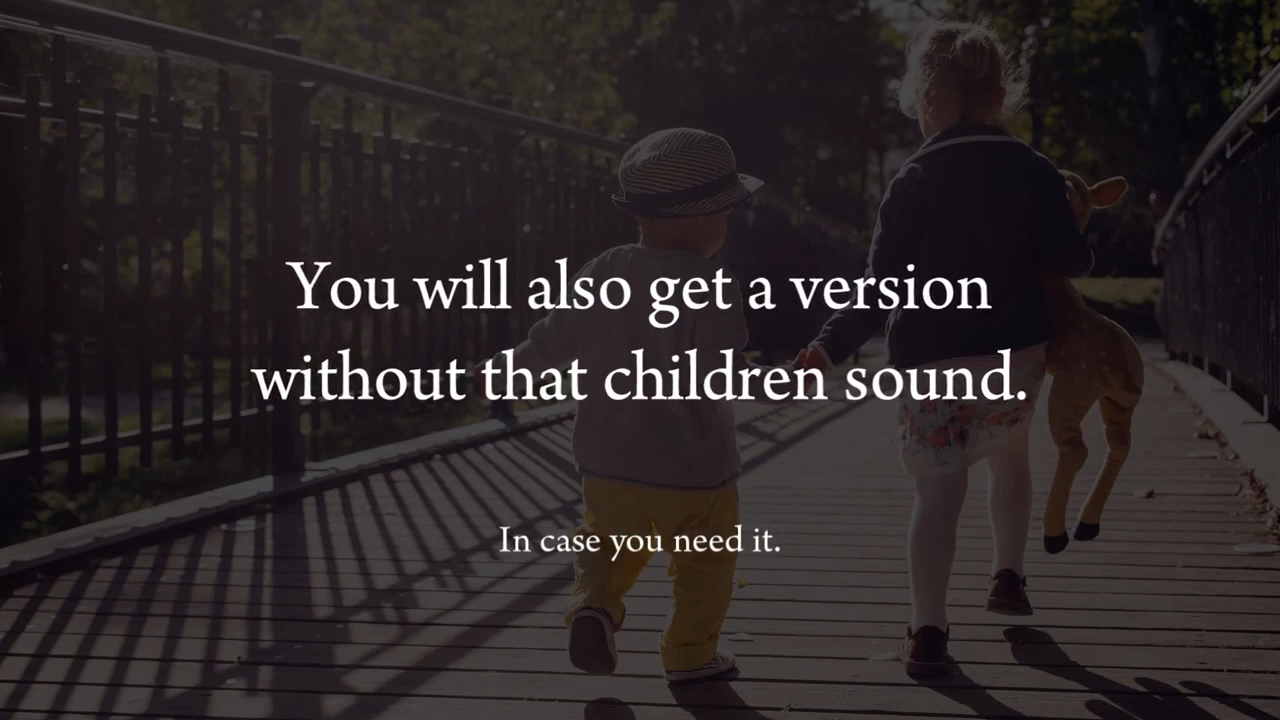 You will also get a version
without that children sound.
In case you need it.